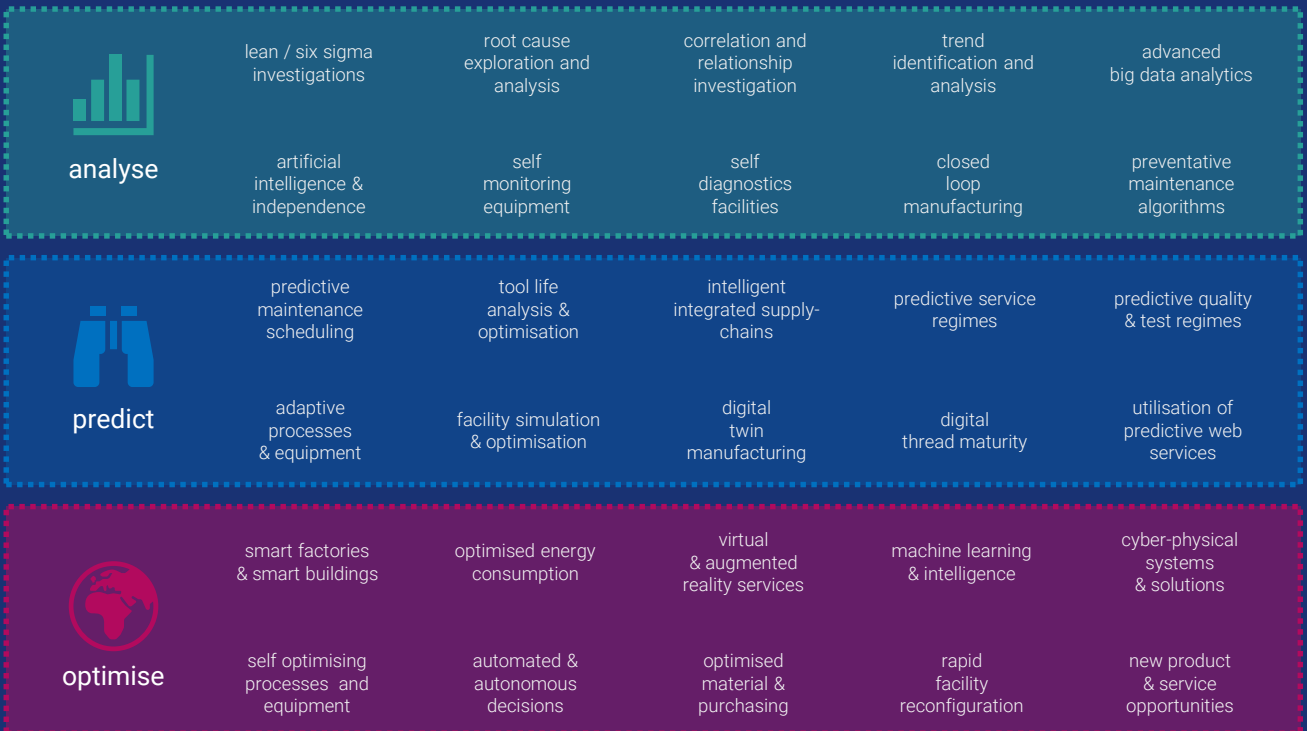 analyse
lean / six sigma
investigations
root cause
exploration and
analysis
correlation and
relationship
investigation
trend
identification and
analysis
advanced
big data analytics
artificial
intelligence &
independence
self
monitoring
equipment
self
diagnostics
facilities
closed
loop
manufacturing
preventative
maintenance
algorithms
predict
predictive
maintenance
scheduling
tool life
analysis &
optimisation
intelligent
integrated supply-
chains
predictive service
regimes
predictive quality
& test regimes
adaptive
processes
& equipment
facility simulation
& optimisation
digital
twin
manufacturing
digital
thread maturity
utilisation of
predictive web
services
optimise
smart factories
& smart buildings
optimised energy
consumption
virtual
& augmented
reality services
machine learning
& intelligence
cyber-physical
systems
& solutions
self optimising
processes and
equipment
automated &
autonomous
decisions
optimised
material &
purchasing
rapid
facility
reconfiguration
new product
& service
opportunities